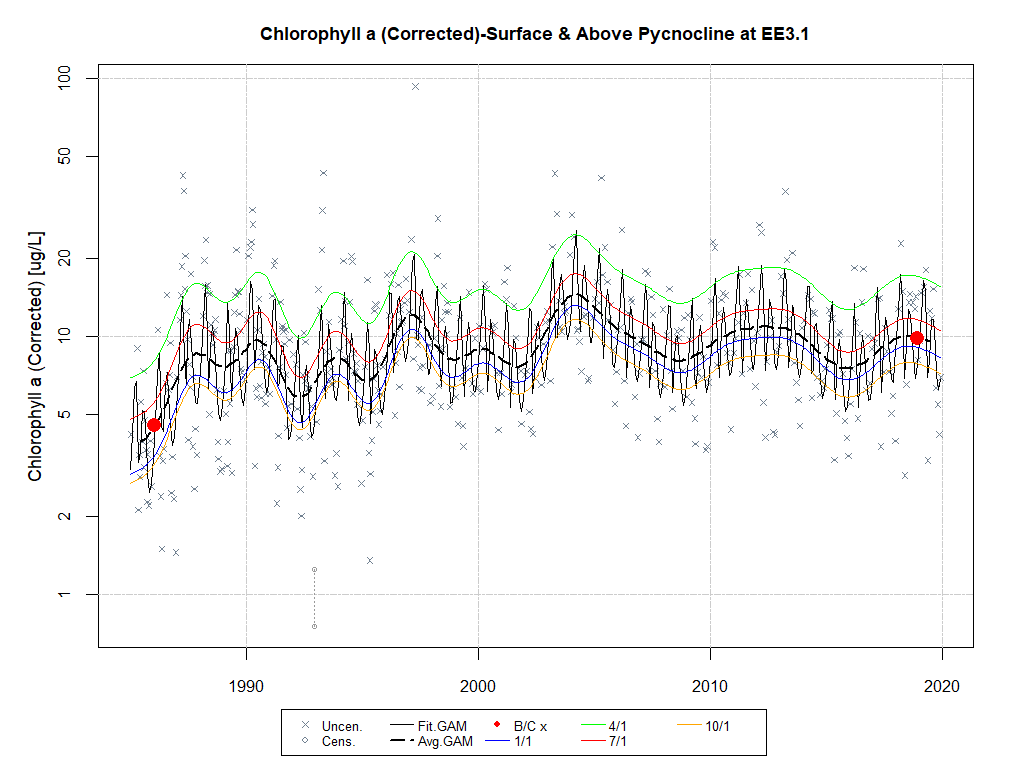 Chlorophyll a (Corrected)-Surface & Above Pycnocline at EE3.1
Chlorophyll a (Corrected) [ug/L]
100
50
20
10
5
2
1
1990 2000 2010 2020
Uncen. Fit.GAM B/C x 4/1 10/1
Cens. Avg.GAM 1/1 7/1